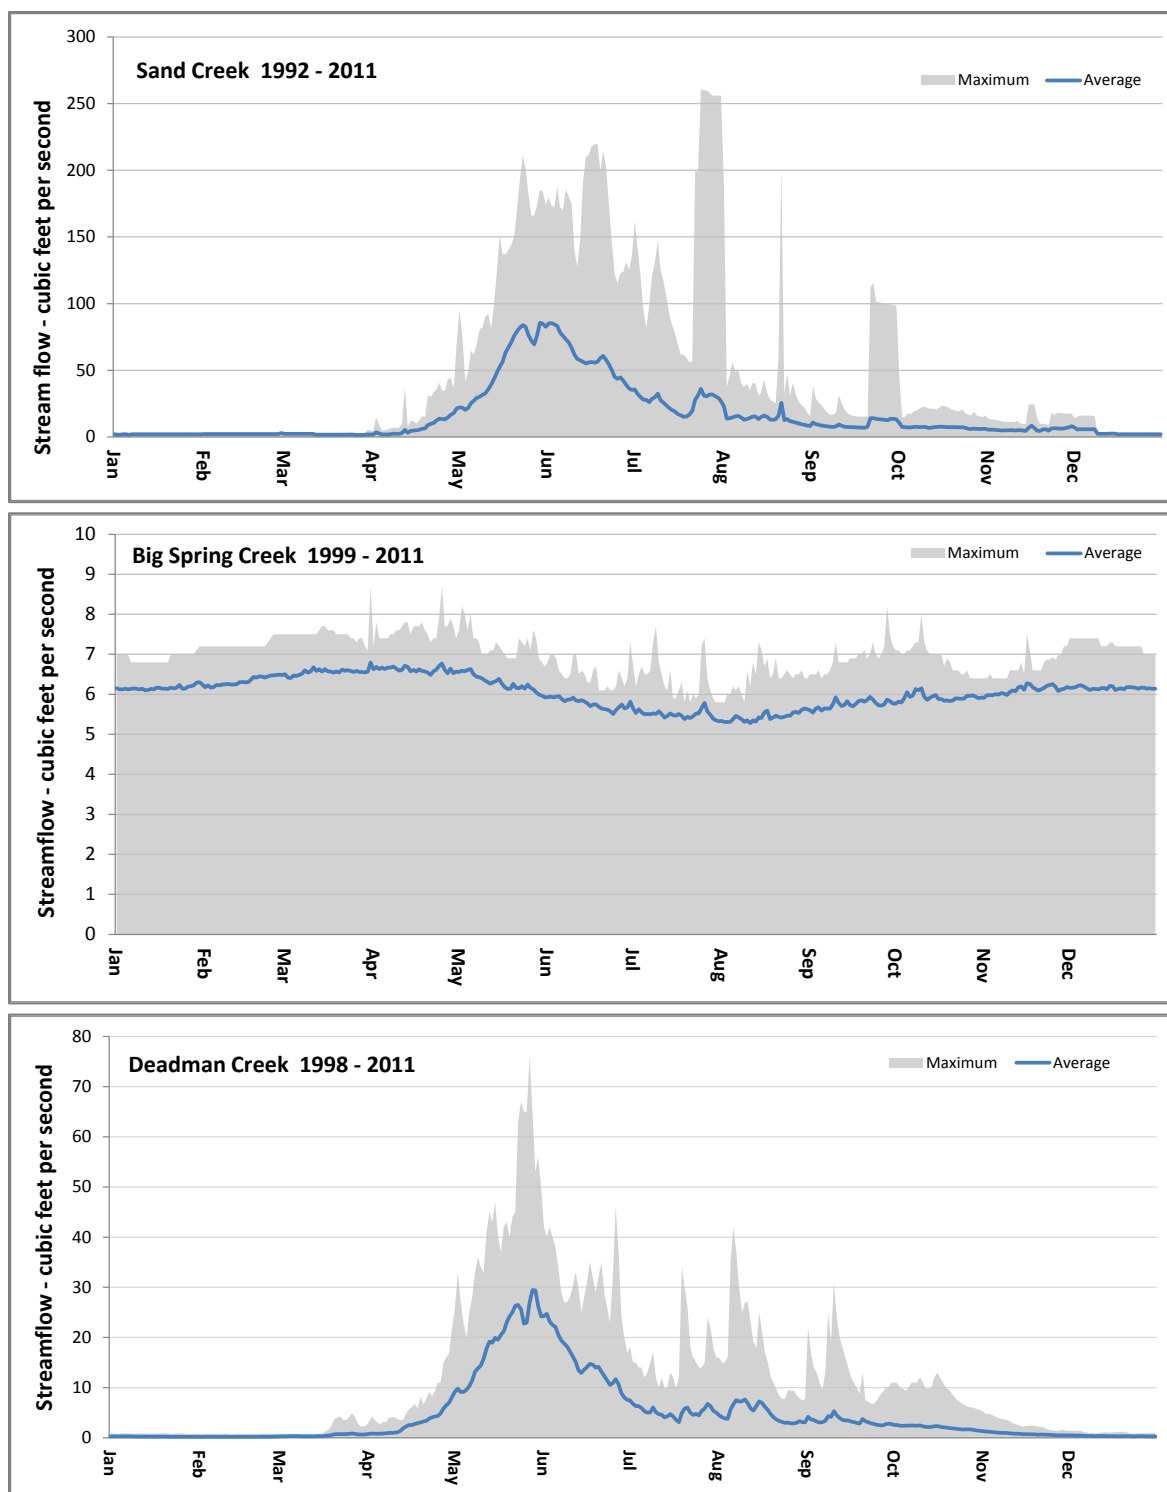 Sand Creek 1992 - 2011
Maximum Average
Stream flow - cubic feet per second
300
250
200
150
100
50
0
Jan Feb Mar Apr May Jun Jul Aug Sep Oct Nov Dec
Big Spring Creek 1999 - 2011
Maximum Average
Streamflow - cubic feet per second
10
9
8
7
6
5
4
3
2
1
0
Jan Feb Mar Apr May Jun Jul Aug Sep Oct Nov Dec
Deadman Creek 1998 - 2011
Maximum Average
Streamflow - cubic feet per second
80
70
60
50
40
30
20
10
0
Jan Feb Mar Apr May Jun Jul Aug Sep Oct Nov Dec